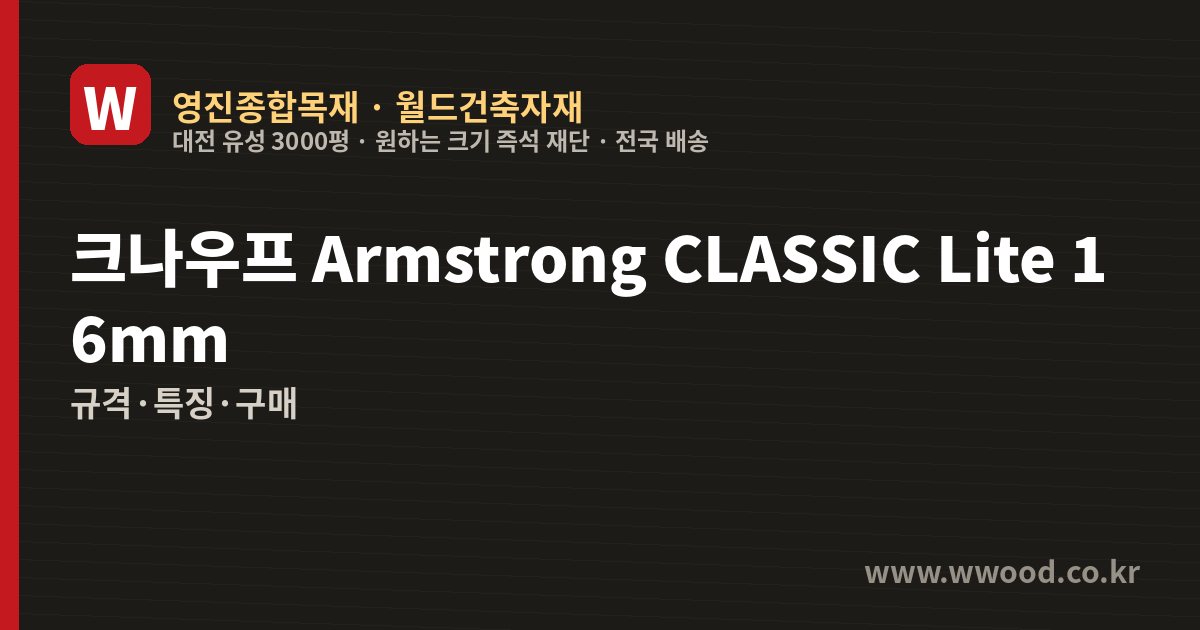 W
영진종합목재 · 월드건축자재
대전 유성 3000평 · 원하는 크기 즉석 재단 · 전국 배송
크나우프 Armstrong CLASSIC Lite 1
6mm
규격·특징·구매
www.wwood.co.kr